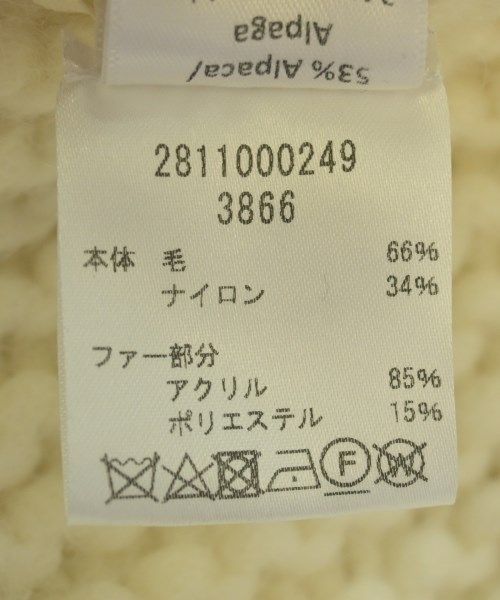 53% Alpaca/
Alpaga
2811000249
3866
本体 毛 66%
ナイロン 34%
ファー部分
アクリル 85%
ポリエステル 15%
F W